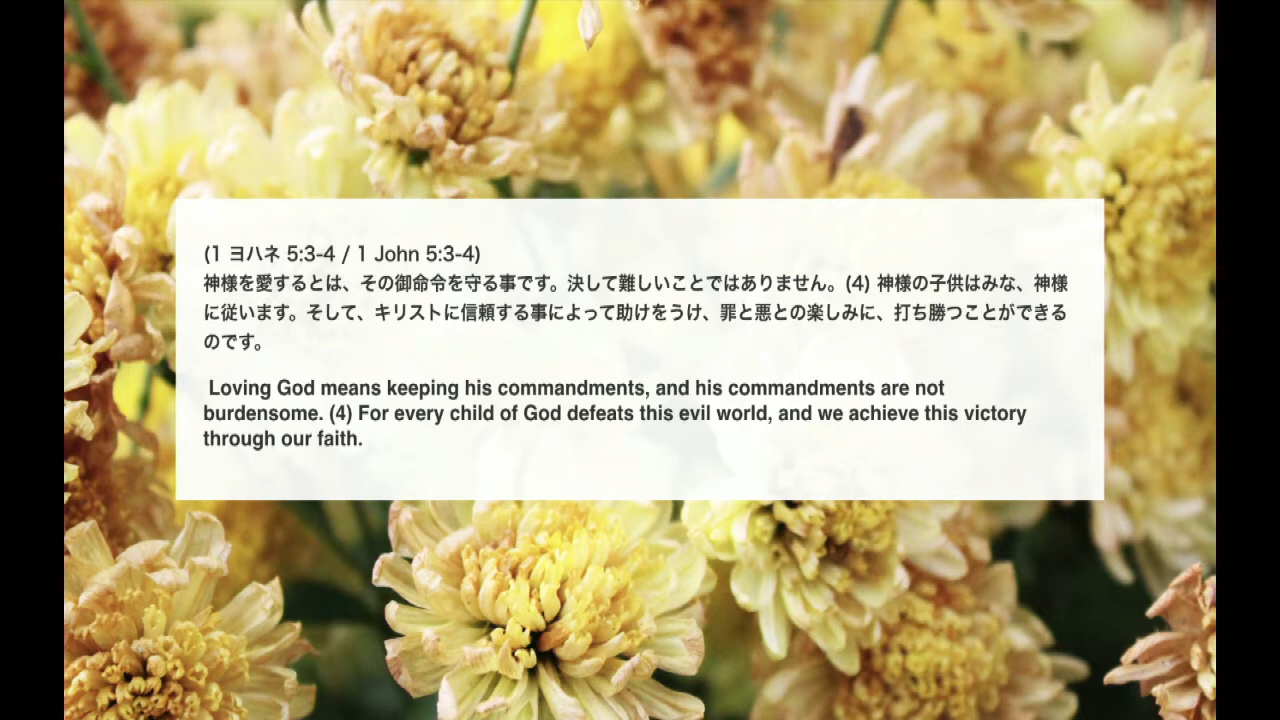 (1 ヨハネ 5:3-4 / 1 John 5:3-4)
神様を愛するとは、その御命令を守る事です。決して難しいことではありません。(4) 神様の子供はみな、神様
に従います。そして、キリストに信頼する事によって助けをうけ、罪と悪との楽しみに、打ち勝つことができる
のです。
Loving God means keeping his commandments, and his commandments are not
burdensome. (4) For every child of God defeats this evil world, and we achieve this victory
through our faith.